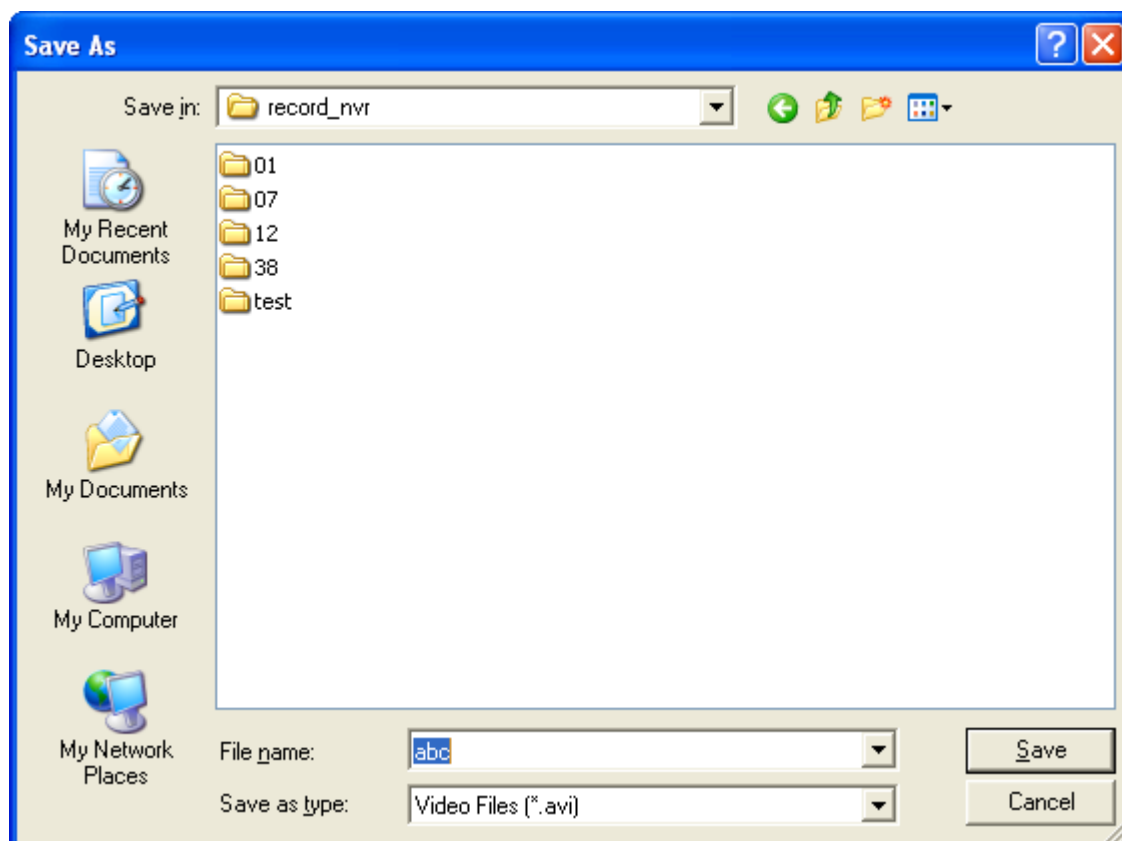 Save As
Save in: record_nvr
01
07
12
38
test
My Recent
Documents
Desktop
My Documents
My Computer
My Network
Places
File name: abc
Save
Save as type: Video Files (*.avi)
Cancel